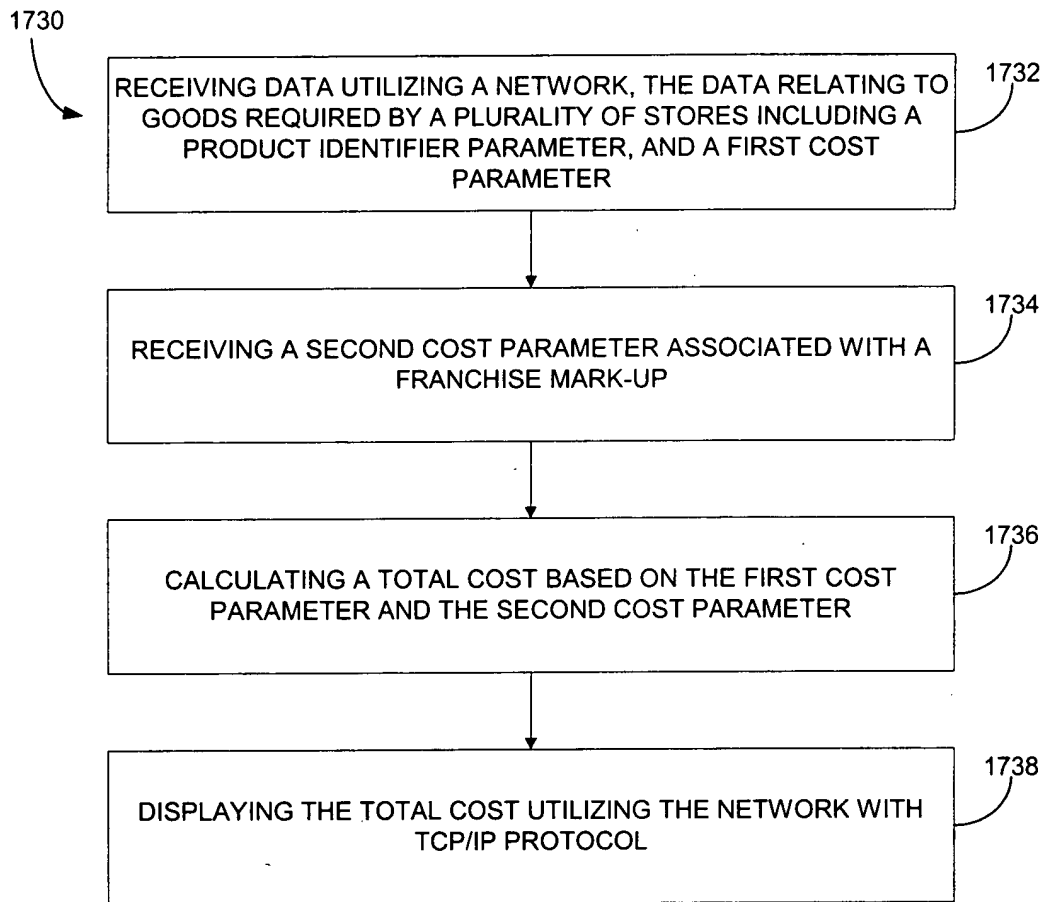 1730
RECEIVING DATA UTILIZING A NETWORK, THE DATA RELATING TO
GOODS REQUIRED BY A PLURALITY OF STORES INCLUDING A
PRODUCT IDENTIFIER PARAMETER, AND A FIRST COST
PARAMETER
1732
RECEIVING A SECOND COST PARAMETER ASSOCIATED WITH A
FRANCHISE MARK-UP
1734
CALCULATING A TOTAL COST BASED ON THE FIRST COST
PARAMETER AND THE SECOND COST PARAMETER
1736
DISPLAYING THE TOTAL COST UTILIZING THE NETWORK WITH
TCP/IP PROTOCOL
1738